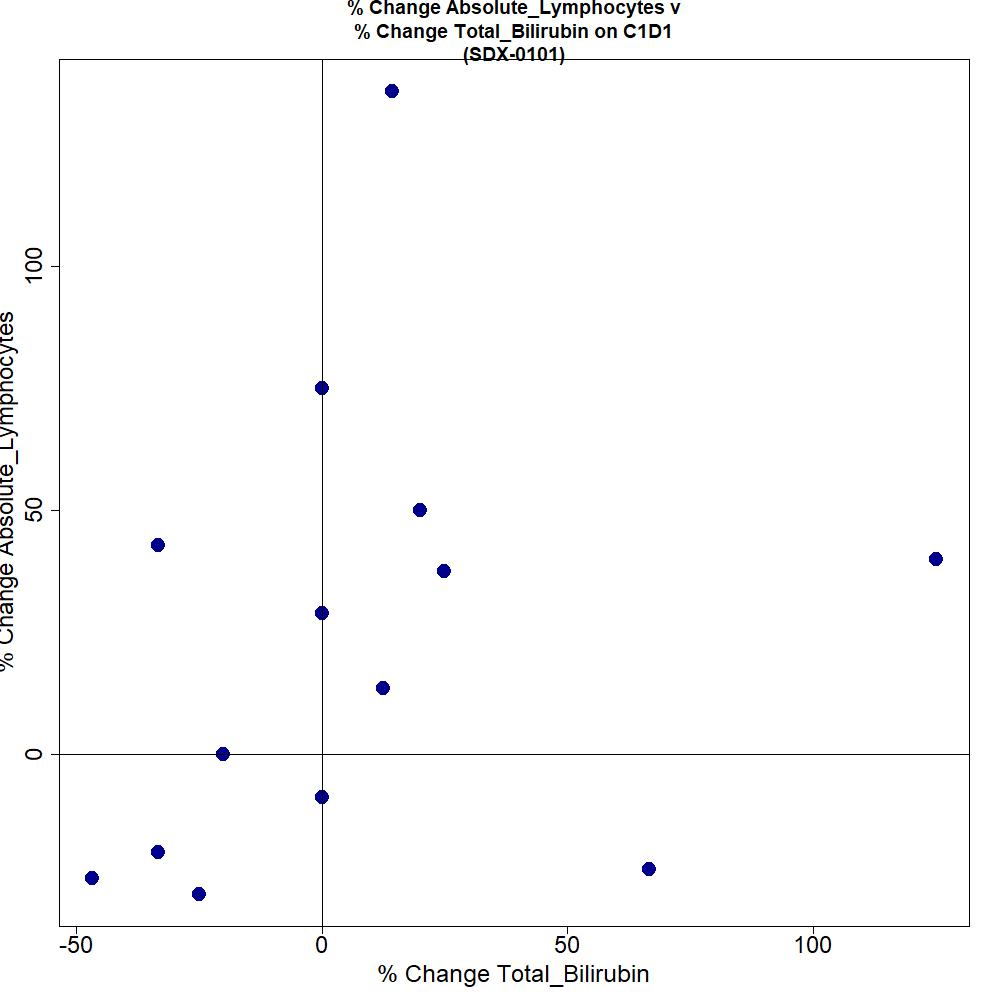 % Change Absolute_Lymphocytes v
% Change Total_Bilirubin on C1D1
(SDX-0101)
% Change Absolute_Lymphocytes
100
50
0
-50
0
50
100
% Change Total_Bilirubin